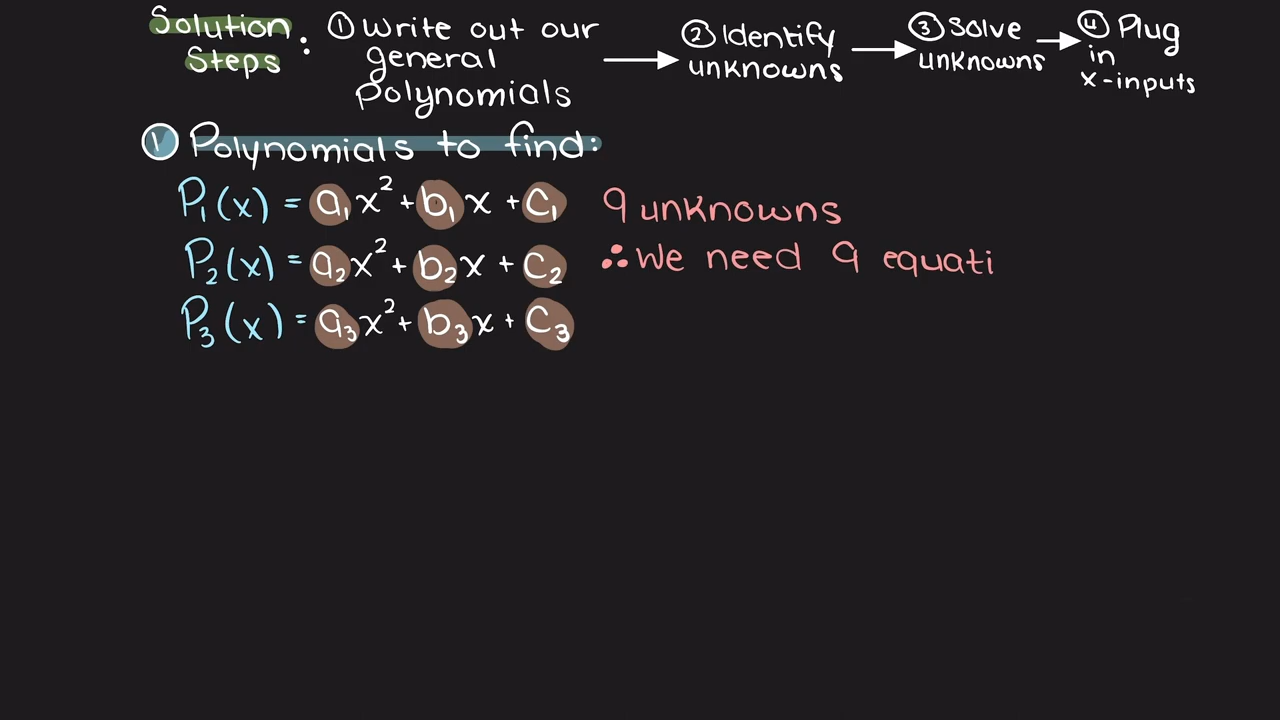 Solution Steps : ① Write out our general polynomials → ② Identify unknowns → ③ Solve unknowns → ④ Plug in x-inputs
① Polynomials to find:
P₁(x) = a₁x² + b₁x + c₁ 9 unknowns
P₂(x) = a₂x² + b₂x + c₂ ∴ We need 9 equati
P₃(x) = a₃x² + b₃x + c₃